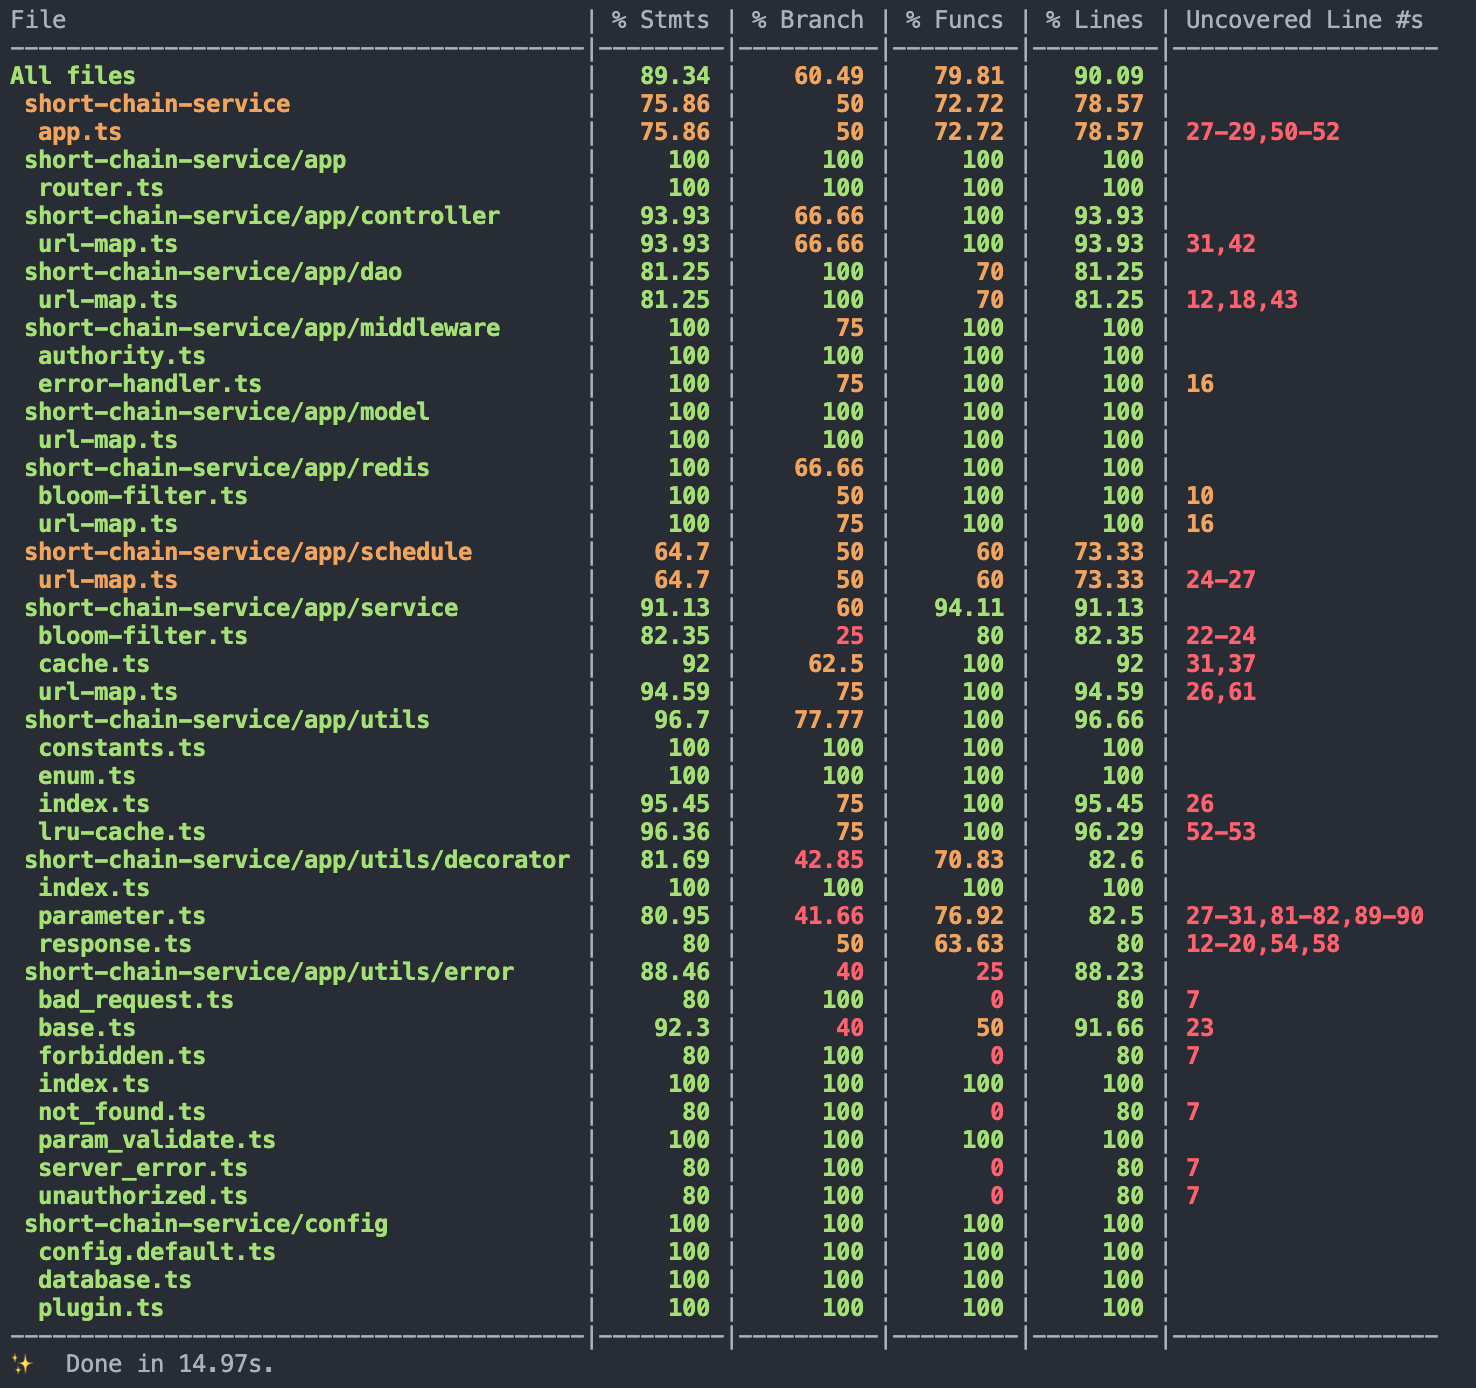 File | % Stmts | % Branch | % Funcs | % Lines | Uncovered Line #s
-----------------------------------------|---------|----------|---------|---------|-------------------
All files | 89.34 | 60.49 | 79.81 | 90.09 |
short-chain-service | 75.86 | 50 | 72.72 | 78.57 |
app.ts | 75.86 | 50 | 72.72 | 78.57 | 27-29,50-52
short-chain-service/app | 100 | 100 | 100 | 100 |
router.ts | 100 | 100 | 100 | 100 |
short-chain-service/app/controller | 93.93 | 66.66 | 100 | 93.93 |
url-map.ts | 93.93 | 66.66 | 100 | 93.93 | 31,42
short-chain-service/app/dao | 81.25 | 100 | 70 | 81.25 |
url-map.ts | 81.25 | 100 | 70 | 81.25 | 12,18,43
short-chain-service/app/middleware | 100 | 75 | 100 | 100 |
authority.ts | 100 | 100 | 100 | 100 |
error-handler.ts | 100 | 75 | 100 | 100 | 16
short-chain-service/app/model | 100 | 100 | 100 | 100 |
url-map.ts | 100 | 100 | 100 | 100 |
short-chain-service/app/redis | 100 | 66.66 | 100 | 100 |
bloom-filter.ts | 100 | 50 | 100 | 100 | 10
url-map.ts | 100 | 75 | 100 | 100 | 16
short-chain-service/app/schedule | 64.7 | 50 | 60 | 73.33 |
url-map.ts | 64.7 | 50 | 60 | 73.33 | 24-27
short-chain-service/app/service | 91.13 | 60 | 94.11 | 91.13 |
bloom-filter.ts | 82.35 | 25 | 80 | 82.35 | 22-24
cache.ts | 92 | 62.5 | 100 | 92 | 31,37
url-map.ts | 94.59 | 75 | 100 | 94.59 | 26,61
short-chain-service/app/utils | 96.7 | 77.77 | 100 | 96.66 |
constants.ts | 100 | 100 | 100 | 100 |
enum.ts | 100 | 100 | 100 | 100 |
index.ts | 95.45 | 75 | 100 | 95.45 | 26
lru-cache.ts | 96.36 | 75 | 100 | 96.29 | 52-53
short-chain-service/app/utils/decorator | 81.69 | 42.85 | 70.83 | 82.6 |
index.ts | 100 | 100 | 100 | 100 |
parameter.ts | 80.95 | 41.66 | 76.92 | 82.5 | 27-31,81-82,89-90
response.ts | 80 | 50 | 63.63 | 80 | 12-20,54,58
short-chain-service/app/utils/error | 88.46 | 40 | 25 | 88.23 |
bad_request.ts | 80 | 100 | 0 | 80 | 7
base.ts | 92.3 | 40 | 50 | 91.66 | 23
forbidden.ts | 80 | 100 | 0 | 80 | 7
index.ts | 100 | 100 | 100 | 100 |
not_found.ts | 80 | 100 | 0 | 80 | 7
param_validate.ts | 100 | 100 | 100 | 100 |
server_error.ts | 80 | 100 | 0 | 80 | 7
unauthorized.ts | 80 | 100 | 0 | 80 | 7
short-chain-service/config | 100 | 100 | 100 | 100 |
config.default.ts | 100 | 100 | 100 | 100 |
database.ts | 100 | 100 | 100 | 100 |
plugin.ts | 100 | 100 | 100 | 100 |
-----------------------------------------|---------|----------|---------|---------|-------------------
✨ Done in 14.97s.